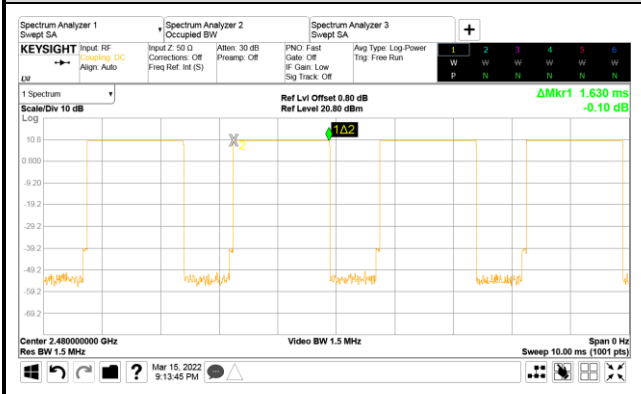 Spectrum Analyzer 1
Swept SA
Spectrum Analyzer 2
Occupied BW
Spectrum Analyzer 3
Swept SA
+
KEYSIGHT
Input: RF
Coupling: DC
Align: Auto
Input Z: 50 Ω
Corrections: Off
Freq Ref: Int (S)
Atten: 30 dB
Preamp: Off
PNO: Fast
Gate: Off
IF Gain: Low
Sig Track: Off
Avg Type: Log-Power
Trig: Free Run
1 2 3 4 5 6
W W W W W W
P N N N N N
1 Spectrum
Scale/Div 10 dB
Log
Ref Lvl Offset 0.80 dB
Ref Level 20.80 dBm
ΔMkr1 1.630 ms
-0.10 dB
10.8
0.800
-9.20
-19.2
-29.2
-39.2
-49.2
-59.2
-69.2
2
1Δ2
Center 2.480000000 GHz
Res BW 1.5 MHz
Video BW 1.5 MHz
Span 0 Hz
Sweep 10.00 ms (1001 pts)
?
Mar 15, 2022
9:13:45 PM